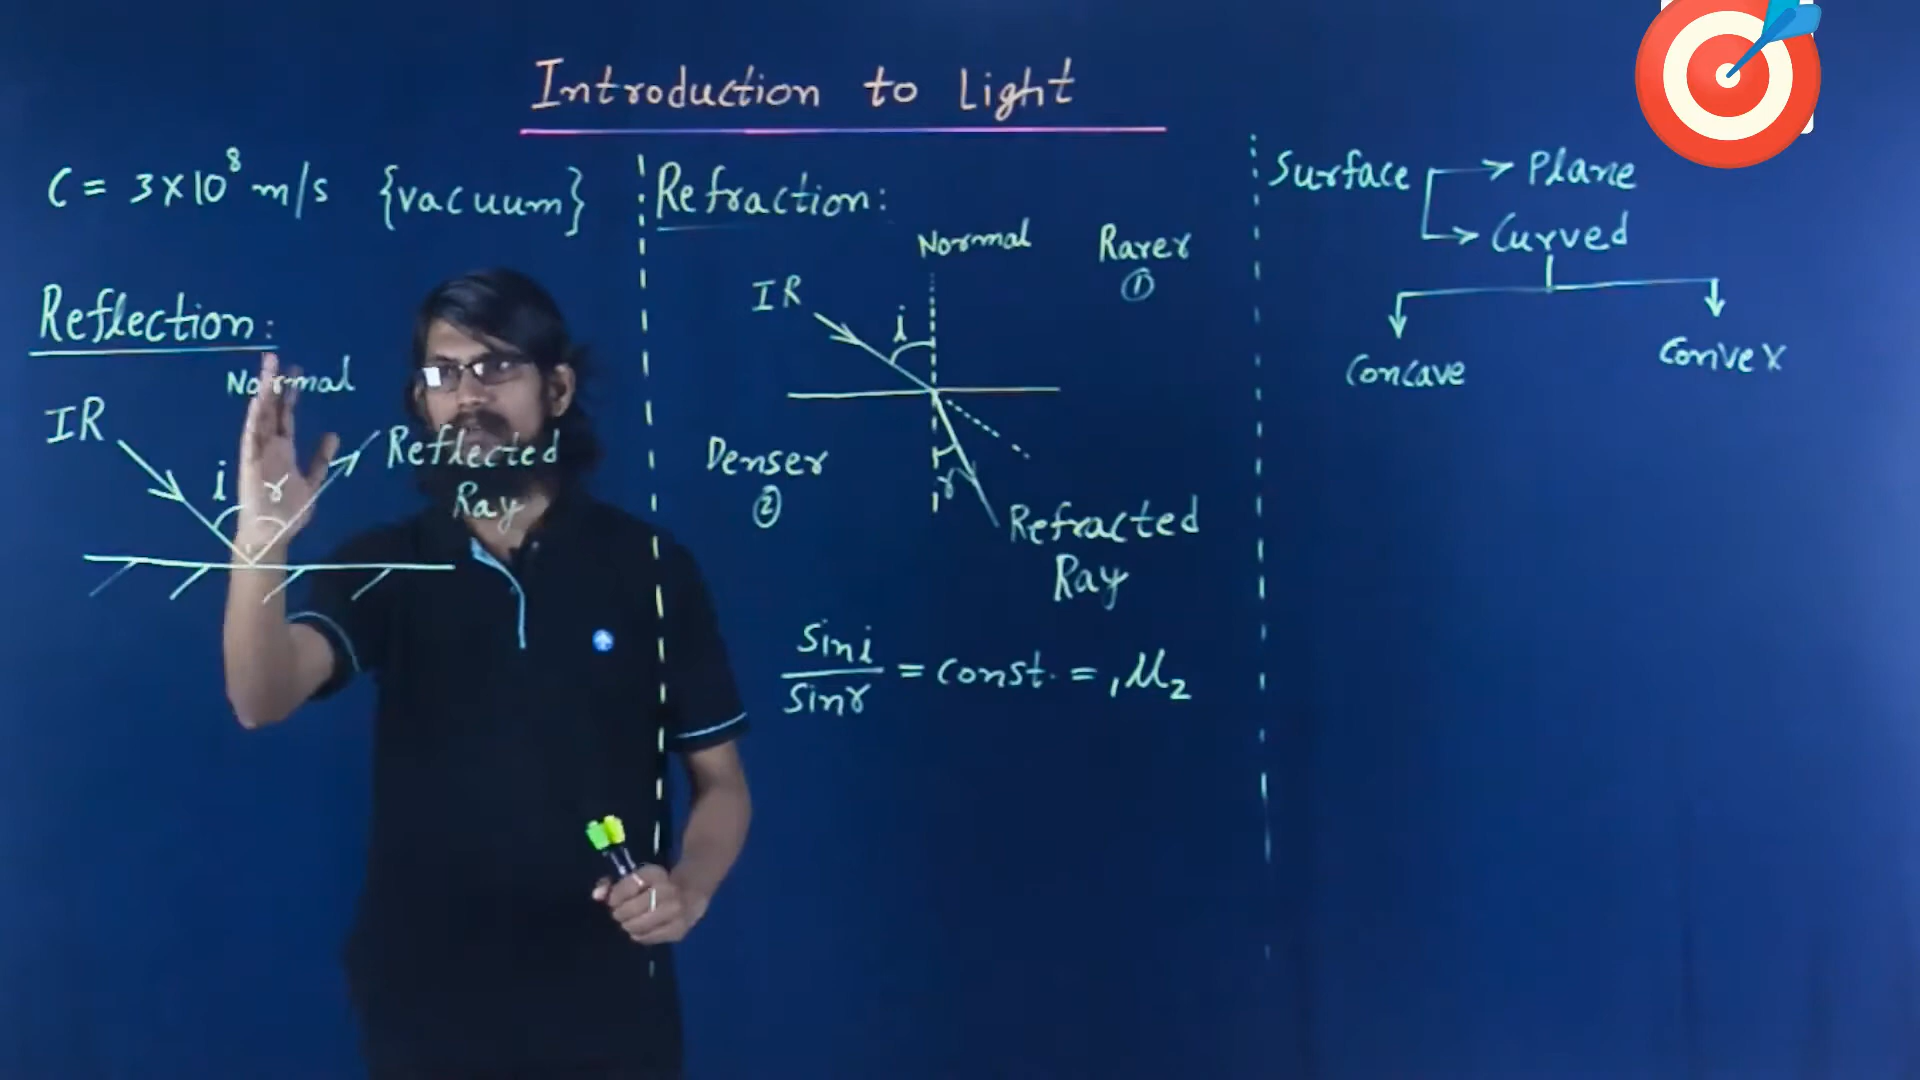 Introduction to Light
C = 3×10⁸ m/s {vacuum}
Reflection:
Normal
IR
i r
Reflected
Ray
Refraction:
Normal
Rarer
①
IR
i
Denser
②
r
Refracted
Ray
sin i / sin r = const. = ₁μ₂
Surface → Plane
→ Curved
Concave
Convex